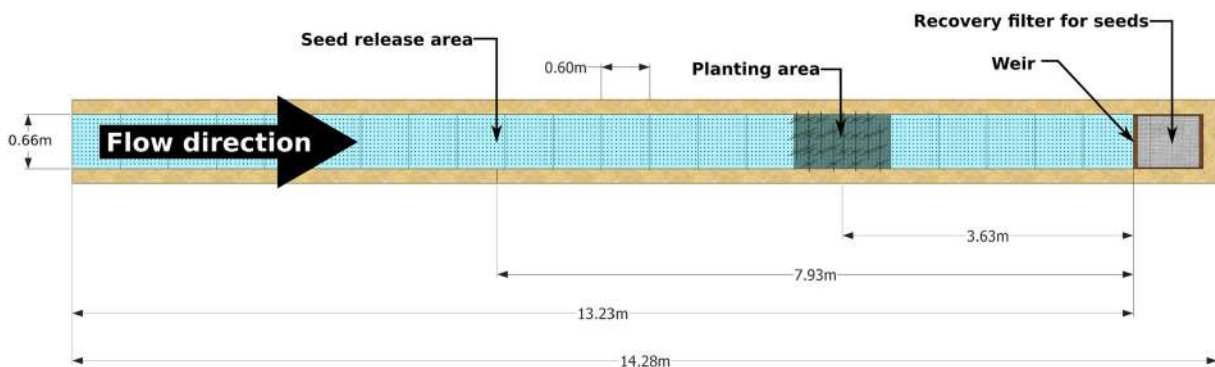 Recovery filter for seeds
Seed release area
0.60m
Planting area
Weir
0.66m
Flow direction
3.63m
7.93m
13.23m
14.28m